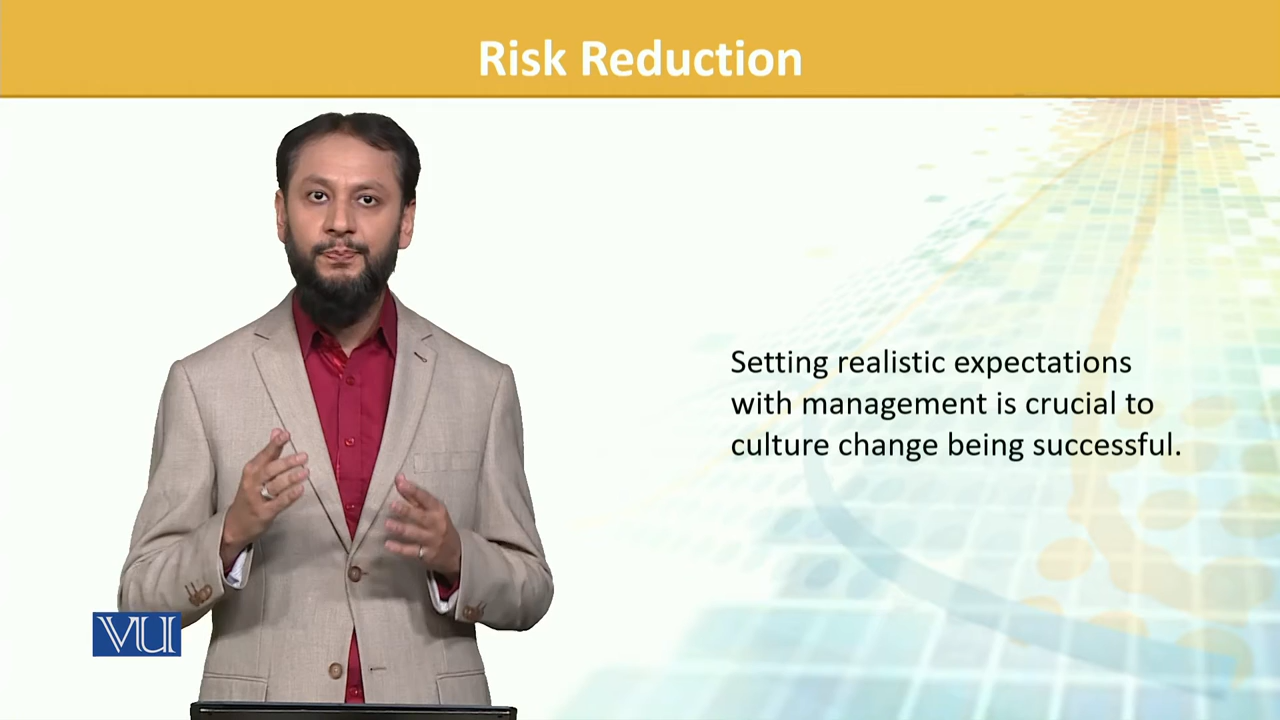 Risk Reduction
Setting realistic expectations
with management is crucial to
culture change being successful.
VU